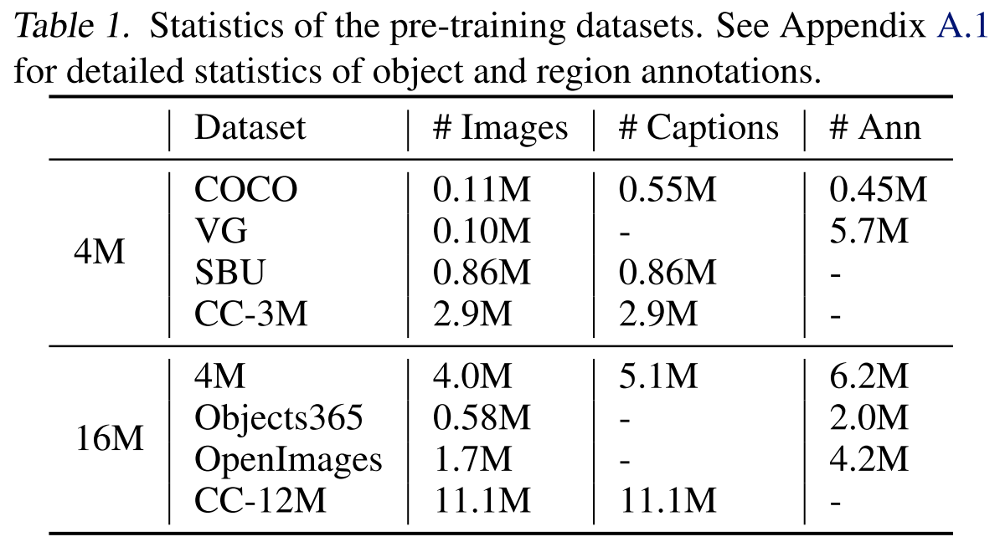 Table 1. Statistics of the pre-training datasets. See Appendix A.1
for detailed statistics of object and region annotations.
Dataset # Images # Captions # Ann
4M
COCO 0.11M 0.55M 0.45M
VG 0.10M - 5.7M
SBU 0.86M 0.86M -
CC-3M 2.9M 2.9M -
16M
4M 4.0M 5.1M 6.2M
Objects365 0.58M - 2.0M
OpenImages 1.7M - 4.2M
CC-12M 11.1M 11.1M -